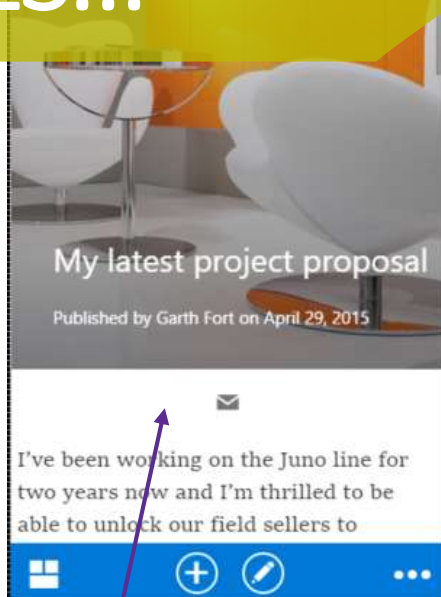 My latest project proposal
Published by Garth Fort on April 29, 2015
I've been working on the Juno line for
two years now and I'm thrilled to be
able to unlock our field sellers to